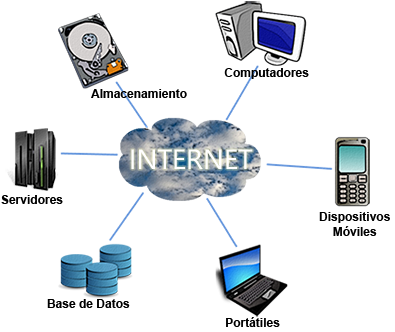 Computadores
Almacenamiento
INTERNET
Servidores
Dispositivos
Móviles
Base de Datos
Portátiles